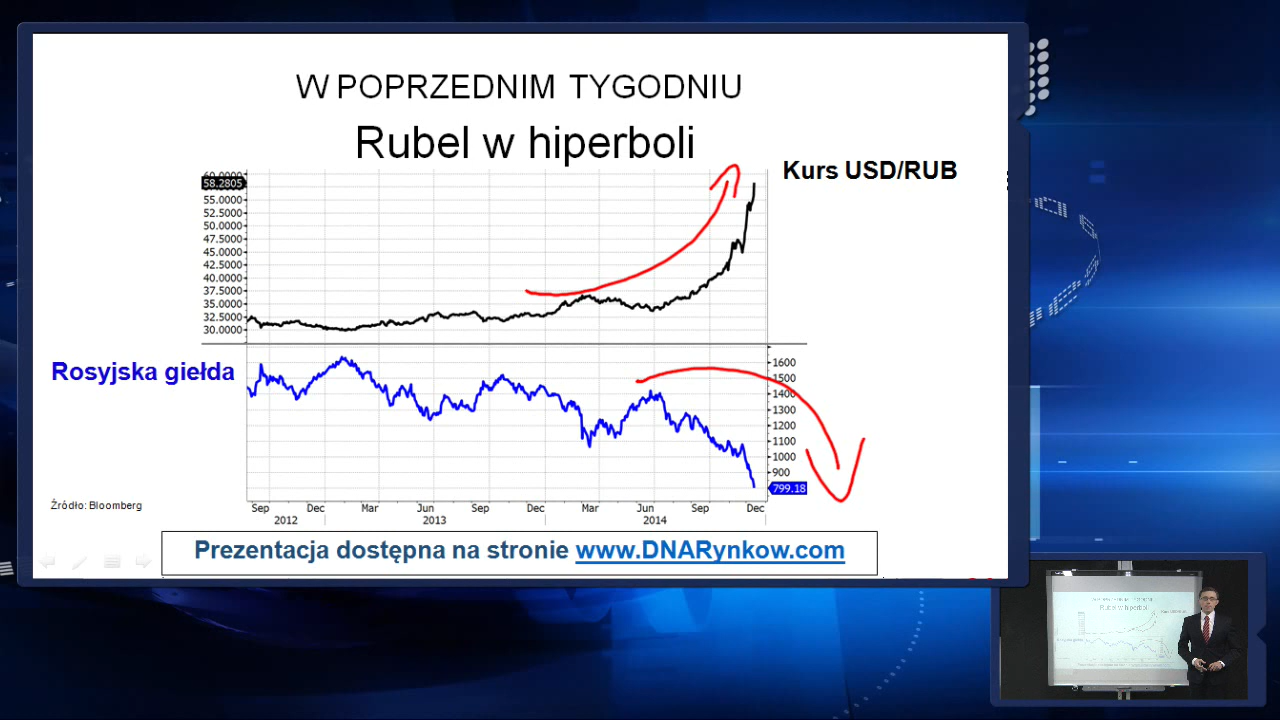 W POPRZEDNIM TYGODNIU
Rubel w hiperboli
Kurs USD/RUB
60.0000
58.2805
55.0000
52.5000
50.0000
47.5000
45.0000
42.5000
40.0000
37.5000
35.0000
32.5000
30.0000
Rosyjska giełda
1600
1500
1400
1300
1200
1100
1000
900
799.18
Sep Dec Mar Jun Sep Dec Mar Jun Sep Dec
2012 2013 2014
Źródło: Bloomberg
Prezentacja dostępna na stronie www.DNARynkow.com